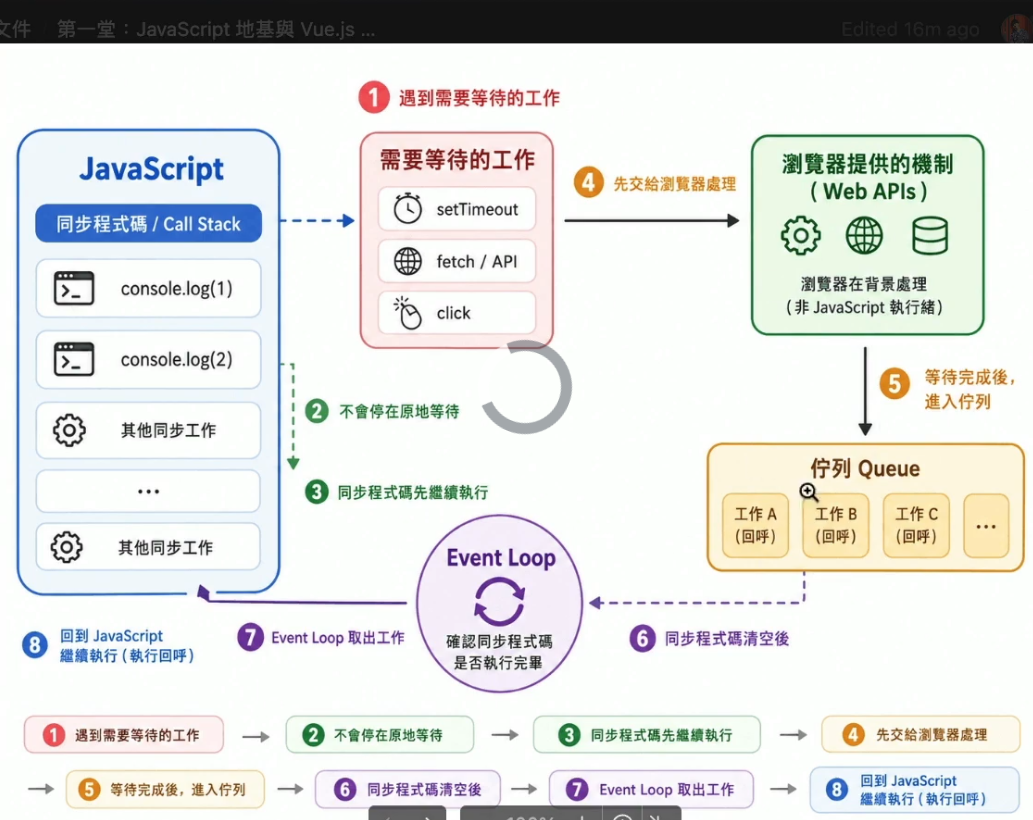 文件
第一堂：JavaScript 地基與 Vue.js ...
Edited 16m ago
1 遇到需要等待的工作
JavaScript
同步程式碼 / Call Stack
console.log(1)
console.log(2)
其他同步工作
...
其他同步工作
需要等待的工作
setTimeout
fetch / API
click
4 先交給瀏覽器處理
瀏覽器提供的機制
( Web APIs )
瀏覽器在背景處理
(非 JavaScript 執行緒)
2 不會停在原地等待
3 同步程式碼先繼續執行
5 等待完成後，
進入佇列
佇列 Queue
工作 A
(回呼)
工作 B
(回呼)
工作 C
(回呼)
...
Event Loop
確認同步程式碼
是否執行完畢
6 同步程式碼清空後
7 Event Loop 取出工作
8 回到 JavaScript
繼續執行 (執行回呼)
1 遇到需要等待的工作
2 不會停在原地等待
3 同步程式碼先繼續執行
4 先交給瀏覽器處理
5 等待完成後，進入佇列
6 同步程式碼清空後
7 Event Loop 取出工作
8 回到 JavaScript
繼續執行 (執行回呼)